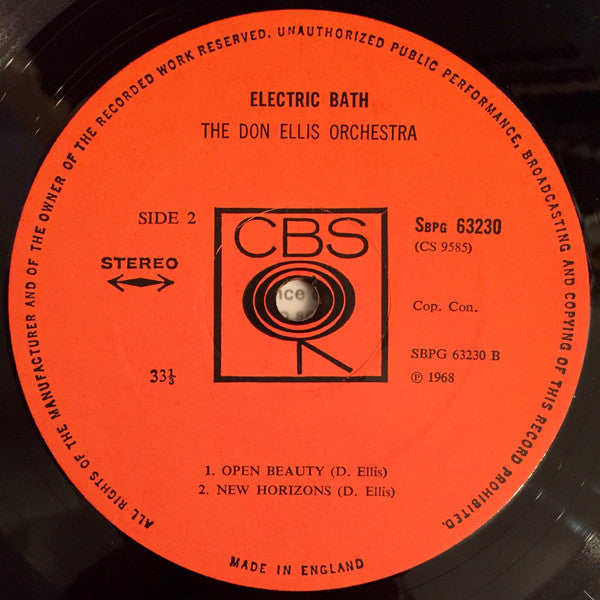 ALL RIGHTS OF THE MANUFACTURER AND OF THE OWNER OF THE RECORDED WORK RESERVED. UNAUTHORIZED PUBLIC PERFORMANCE, BROADCASTING AND COPYING OF THIS RECORD PROHIBITED.
ELECTRIC BATH
THE DON ELLIS ORCHESTRA
SIDE 2
STEREO
33⅓
CBS
nce
SBPG 63230
(CS 9585)
Cop. Con.
SBPG 63230 B
℗ 1968
1. OPEN BEAUTY (D. Ellis)
2. NEW HORIZONS (D. Ellis)
MADE IN ENGLAND